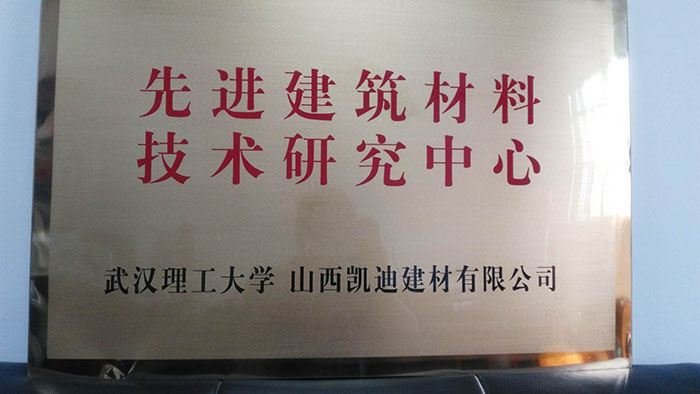 先进建筑材料
技术研究中心
武汉理工大学 山西凯迪建材有限公司